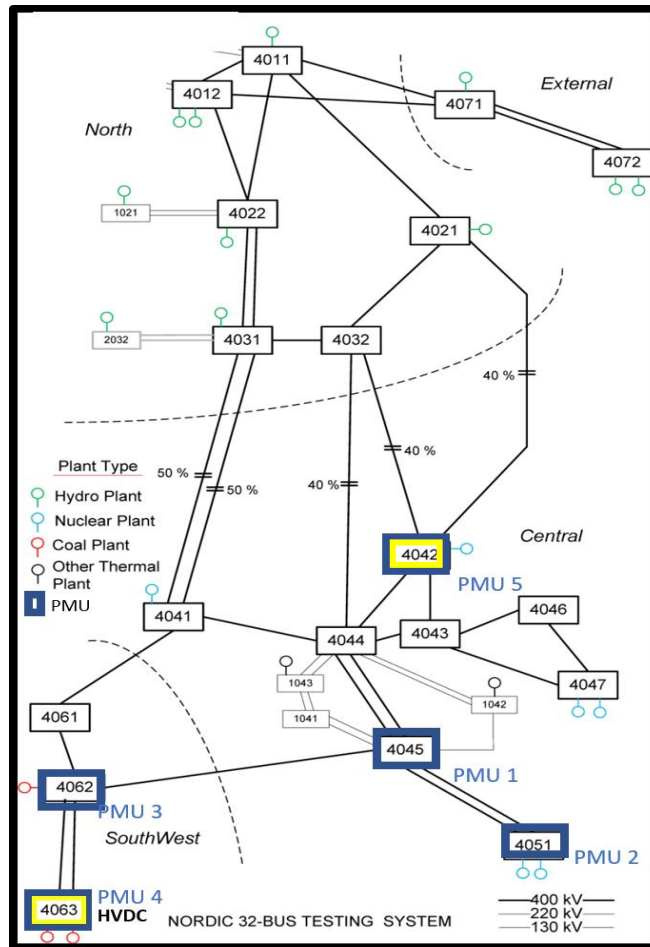 4011
4012
External
4071
North
4072
1021
4022
4021
2032
4031
4032
40 %
40 %
50 %
50 %
40 %
Plant Type
Hydro Plant
Nuclear Plant
Coal Plant
Other Thermal
Plant
PMU
4042
Central
PMU 5
4046
4041
4044
4043
1043
4047
1042
1041
4061
4045
PMU 1
4062
PMU 3
SouthWest
4051
PMU 2
PMU 4
4063
HVDC
NORDIC 32-BUS TESTING SYSTEM
400 kV
220 kV
130 kV